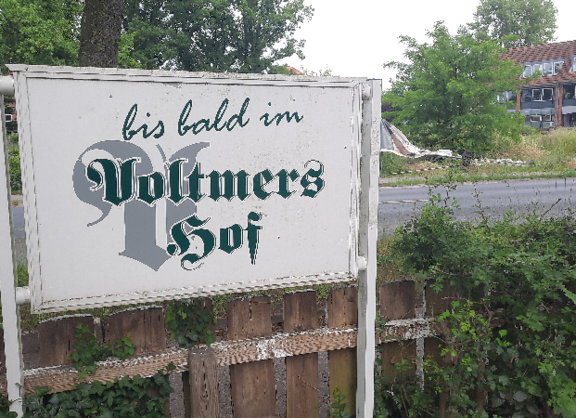 bis bald im
Voltmers
Hof